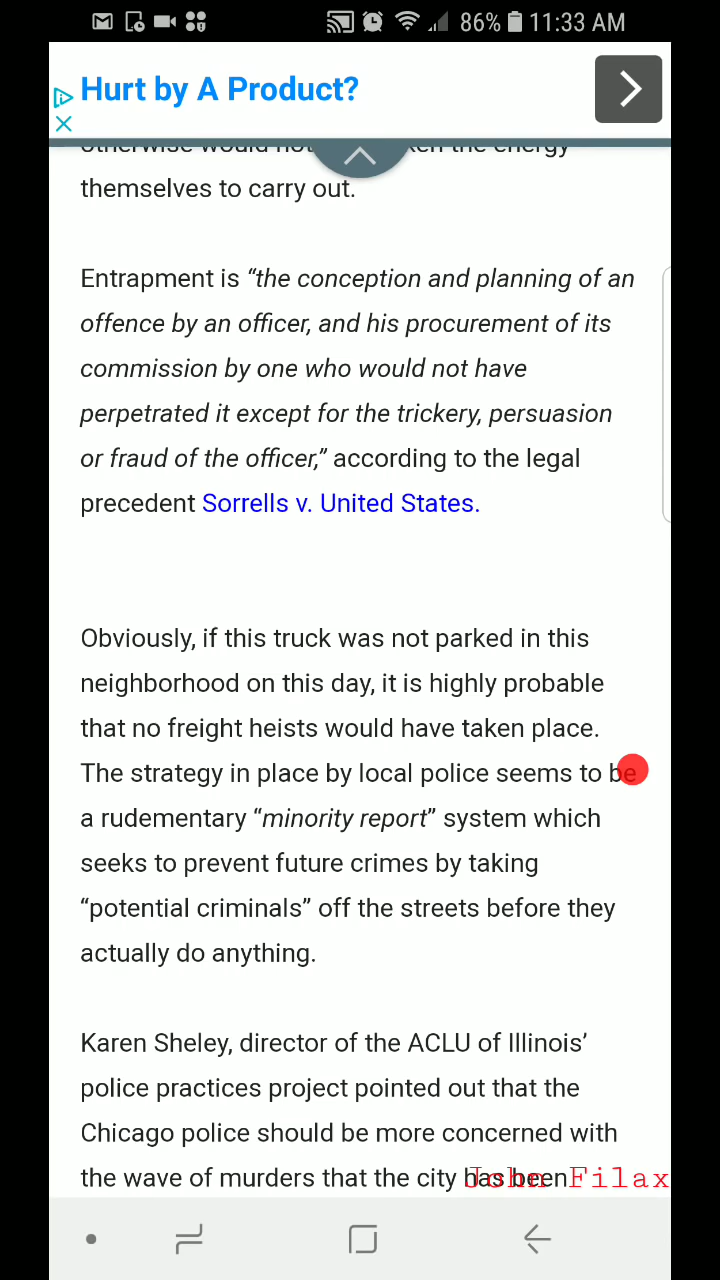 86% 11:33 AM
Hurt by A Product?
themselves to carry out.
Entrapment is “the conception and planning of an
offence by an officer, and his procurement of its
commission by one who would not have
perpetrated it except for the trickery, persuasion
or fraud of the officer,” according to the legal
precedent Sorrells v. United States.
Obviously, if this truck was not parked in this
neighborhood on this day, it is highly probable
that no freight heists would have taken place.
The strategy in place by local police seems to be
a rudementary “minority report” system which
seeks to prevent future crimes by taking
“potential criminals” off the streets before they
actually do anything.
Karen Sheley, director of the ACLU of Illinois’
police practices project pointed out that the
Chicago police should be more concerned with
the wave of murders that the city has been
John Filax